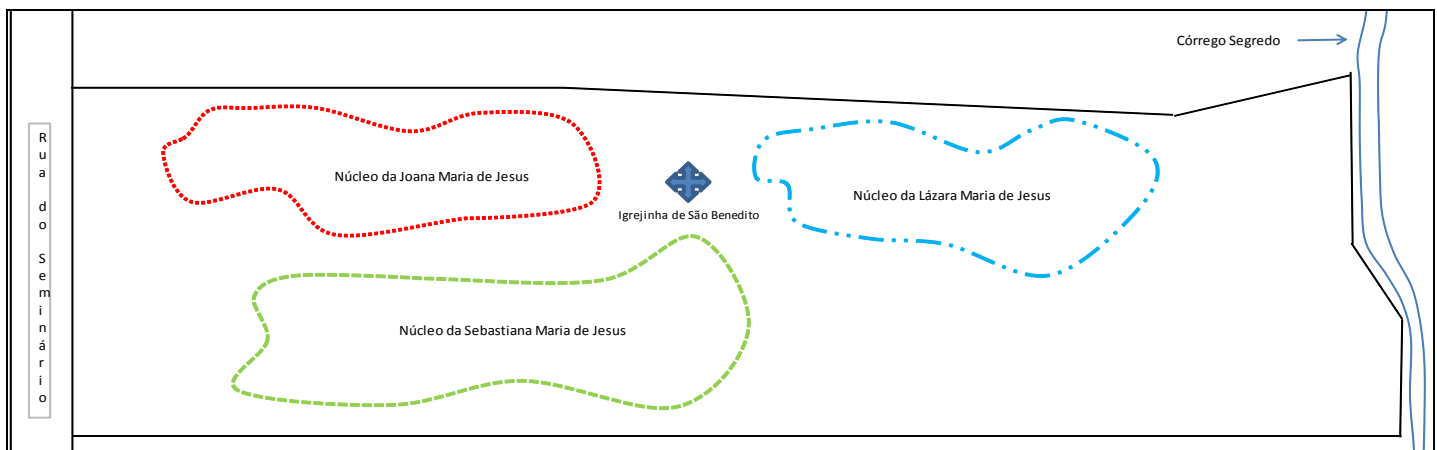 Córrego Segredo
Rua do Seminário
Núcleo da Joana Maria de Jesus
Núcleo da Lázara Maria de Jesus
Igrejinha de São Benedito
Núcleo da Sebastiana Maria de Jesus